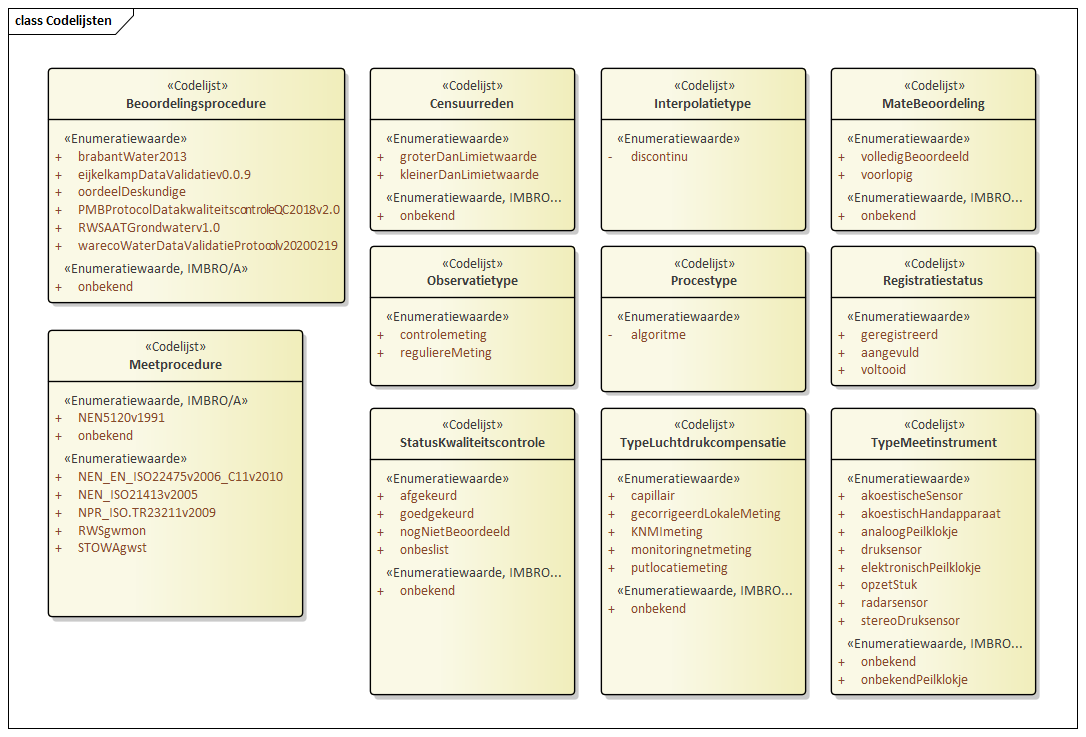 class Codelijsten
«Codelijst»
Beoordelingsprocedure
«Enumeratiewaarde»
+ brabantWater2013
+ eijkelkampDataValidatiev0.0.9
+ oordeelDeskundige
+ PMBProtocolDatakwaliteitscontroleQC2018v2.0
+ RWSAATGrondwaterv1.0
+ warecoWaterDataValidatieProtocolv20200219
«Enumeratiewaarde, IMBRO/A»
+ onbekend
«Codelijst»
Censuurreden
«Enumeratiewaarde»
+ groterDanLimietwaarde
+ kleinerDanLimietwaarde
«Enumeratiewaarde, IMBRO...
+ onbekend
«Codelijst»
Interpolatietype
«Enumeratiewaarde»
- discontinu
«Codelijst»
MateBeoordeling
«Enumeratiewaarde»
+ volledigBeoordeeld
+ voorlopig
«Enumeratiewaarde, IMBRO...
+ onbekend
«Codelijst»
Observatietype
«Enumeratiewaarde»
+ controlemeting
+ reguliereMeting
«Codelijst»
Procestype
«Enumeratiewaarde»
- algoritme
«Codelijst»
Registratiestatus
«Enumeratiewaarde»
+ geregistreerd
+ aangevuld
+ voltooid
«Codelijst»
Meetprocedure
«Enumeratiewaarde, IMBRO/A»
+ NEN5120v1991
+ onbekend
«Enumeratiewaarde»
+ NEN_EN_ISO22475v2006_C11v2010
+ NEN_ISO21413v2005
+ NPR_ISO.TR23211v2009
+ RWSgwmon
+ STOWAgwst
«Codelijst»
StatusKwaliteitscontrole
«Enumeratiewaarde»
+ afgekeurd
+ goedgekeurd
+ nogNietBeoordeeld
+ onbeslist
«Enumeratiewaarde, IMBRO...
+ onbekend
«Codelijst»
TypeLuchtdrukcompensatie
«Enumeratiewaarde»
+ capillair
+ gecorrigeerdLokaleMeting
+ KNMImeting
+ monitoringnetmeting
+ putlocatiemeting
«Enumeratiewaarde, IMBRO...
+ onbekend
«Codelijst»
TypeMeetinstrument
«Enumeratiewaarde»
+ akoestischeSensor
+ akoestischHandapparaat
+ analoogPeilklokje
+ druksensor
+ elektronischPeilklokje
+ opzetStuk
+ radarsensor
+ stereoDruksensor
«Enumeratiewaarde, IMBRO...
+ onbekend
+ onbekendPeilklokje